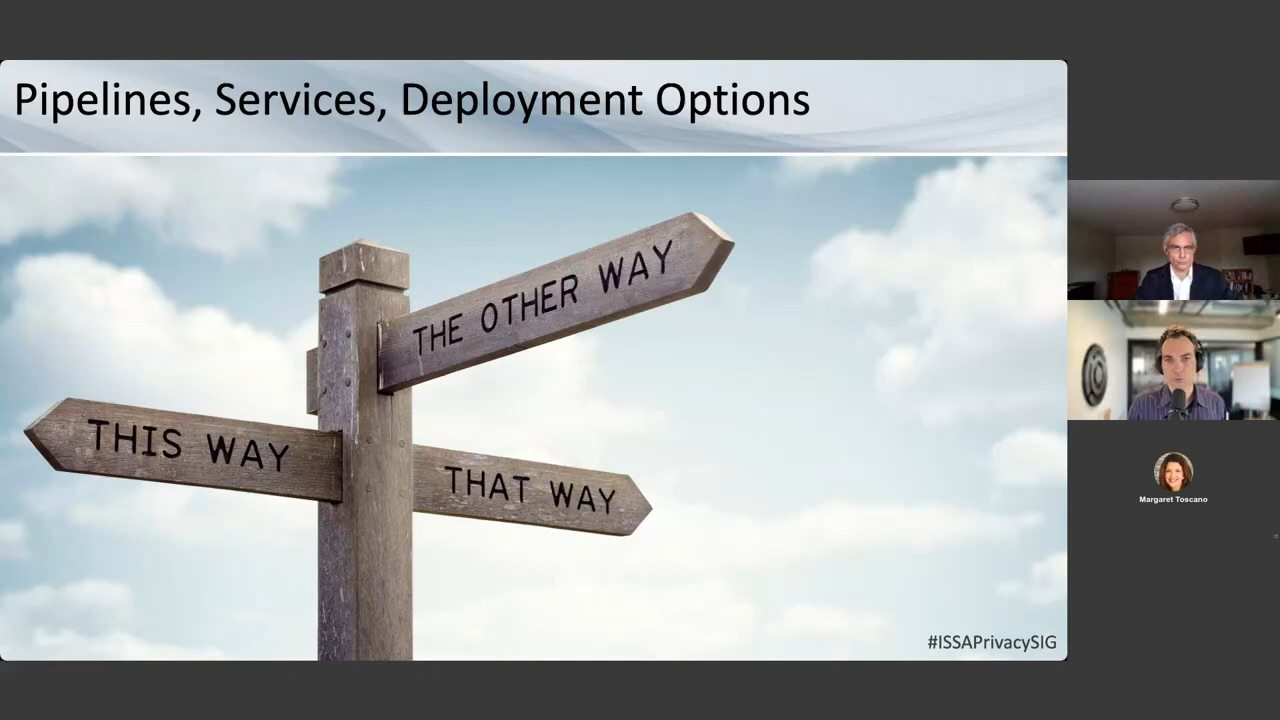 Pipelines, Services, Deployment Options
THE OTHER WAY
THIS WAY
THAT WAY
#ISSAPrivacySIG
Margaret Toscano